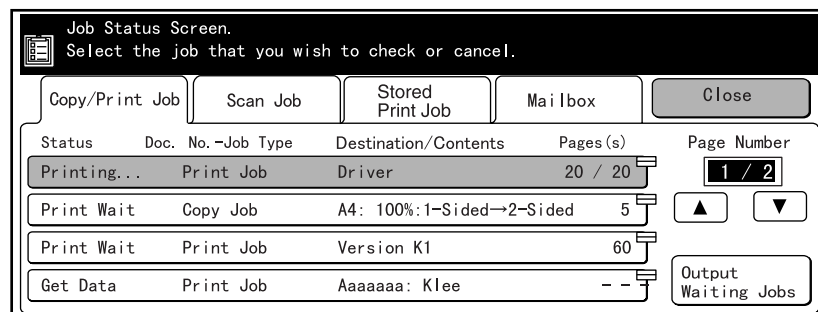 Job Status Screen.
Select the job that you wish to check or cancel.
Copy/Print Job
Scan Job
Stored
Print Job
Mailbox
Close
Status Doc. No.-Job Type Destination/Contents Pages(s)
Printing... Print Job Driver 20 / 20
Print Wait Copy Job A4: 100%:1-Sided→2-Sided 5
Print Wait Print Job Version K1 60
Get Data Print Job Aaaaaaa: Klee - - -
Page Number
1 / 2
▲ ▼
Output
Waiting Jobs